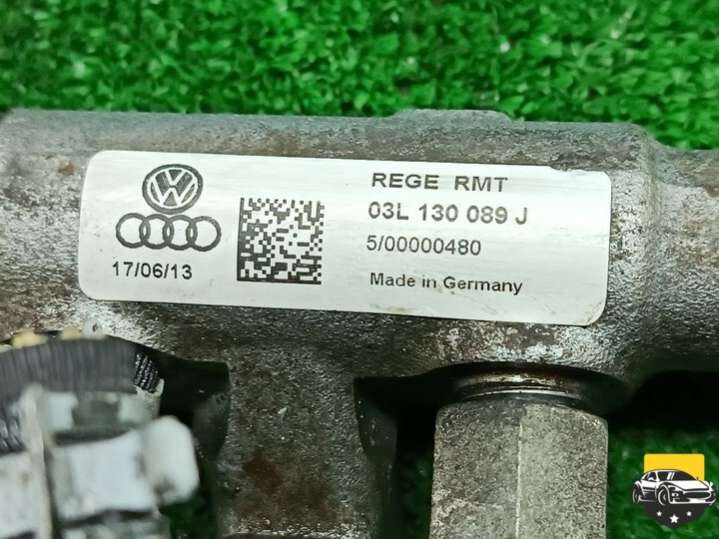 REGE RMT
03L 130 089 J
5/00000480
17/06/13
Made in Germany